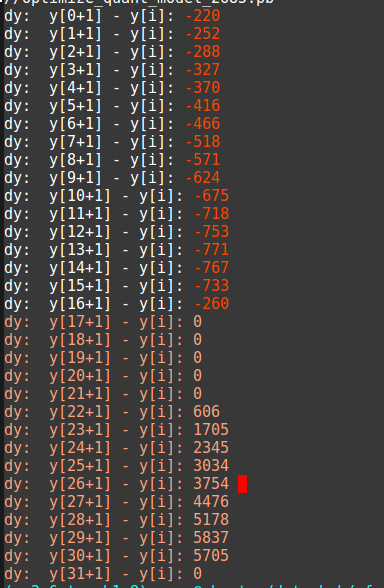 //optimize_quant_model_2085.pb
dy:  y[0+1] - y[i]: -220
dy:  y[1+1] - y[i]: -252
dy:  y[2+1] - y[i]: -288
dy:  y[3+1] - y[i]: -327
dy:  y[4+1] - y[i]: -370
dy:  y[5+1] - y[i]: -416
dy:  y[6+1] - y[i]: -466
dy:  y[7+1] - y[i]: -518
dy:  y[8+1] - y[i]: -571
dy:  y[9+1] - y[i]: -624
dy:  y[10+1] - y[i]: -675
dy:  y[11+1] - y[i]: -718
dy:  y[12+1] - y[i]: -753
dy:  y[13+1] - y[i]: -771
dy:  y[14+1] - y[i]: -767
dy:  y[15+1] - y[i]: -733
dy:  y[16+1] - y[i]: -260
dy:  y[17+1] - y[i]: 0
dy:  y[18+1] - y[i]: 0
dy:  y[19+1] - y[i]: 0
dy:  y[20+1] - y[i]: 0
dy:  y[21+1] - y[i]: 0
dy:  y[22+1] - y[i]: 606
dy:  y[23+1] - y[i]: 1705
dy:  y[24+1] - y[i]: 2345
dy:  y[25+1] - y[i]: 3034
dy:  y[26+1] - y[i]: 3754
dy:  y[27+1] - y[i]: 4476
dy:  y[28+1] - y[i]: 5178
dy:  y[29+1] - y[i]: 5837
dy:  y[30+1] - y[i]: 5705
dy:  y[31+1] - y[i]: 0